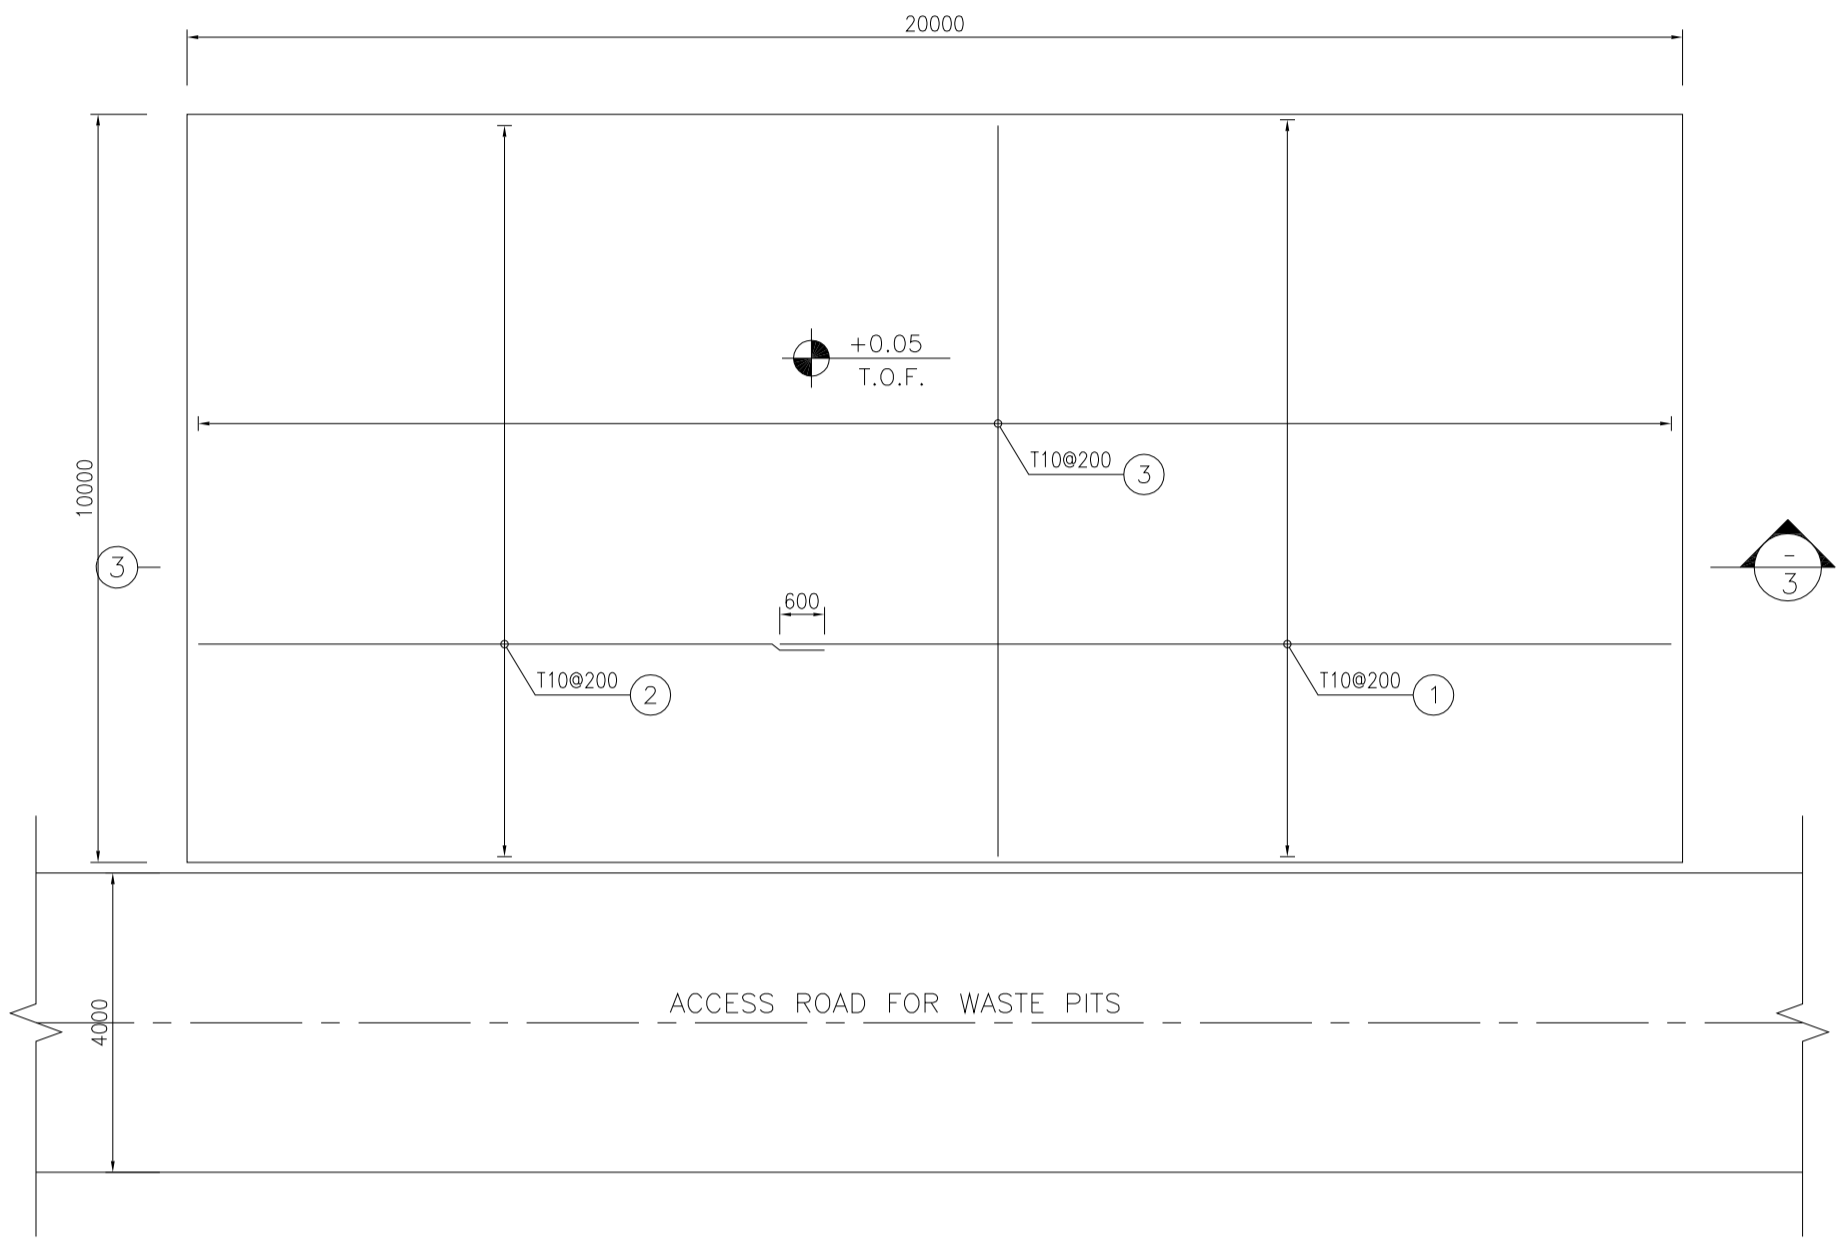 20000
+0.05
T.O.F.
T10@200 3
10000
3
-
3
600
T10@200 2
T10@200 1
ACCESS ROAD FOR WASTE PITS
4000